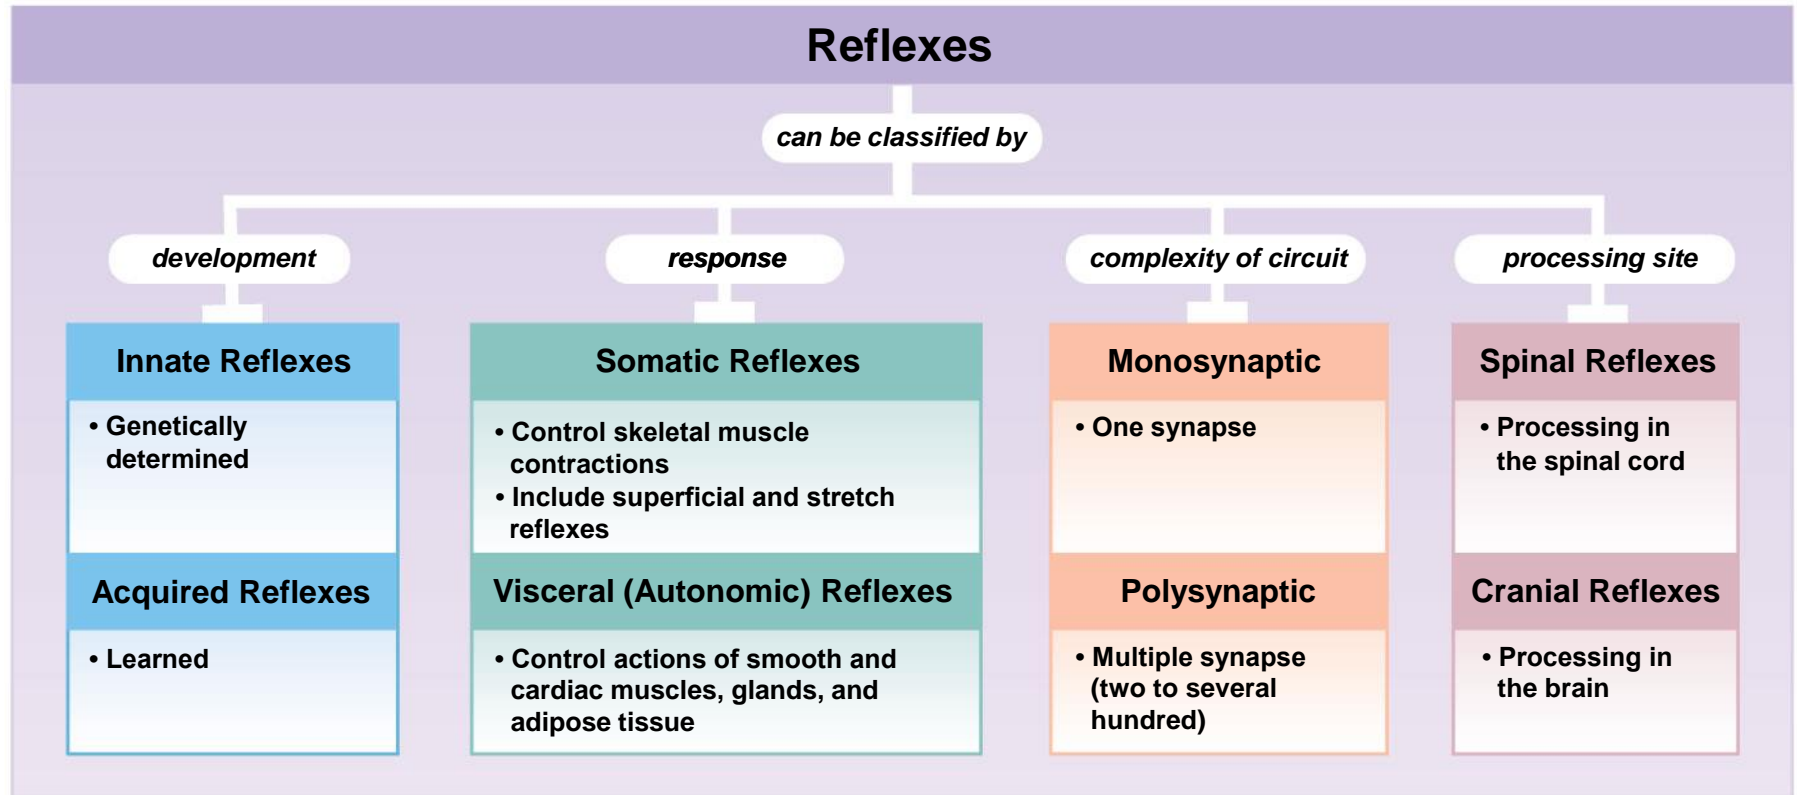 Reflexes
can be classified by
development
response
complexity of circuit
processing site
Innate Reflexes
• Genetically
determined
Acquired Reflexes
• Learned
Somatic Reflexes
• Control skeletal muscle
contractions
• Include superficial and stretch
reflexes
Visceral (Autonomic) Reflexes
• Control actions of smooth and
cardiac muscles, glands, and
adipose tissue
Monosynaptic
• One synapse
Polysynaptic
• Multiple synapse
(two to several
hundred)
Spinal Reflexes
• Processing in
the spinal cord
Cranial Reflexes
• Processing in
the brain